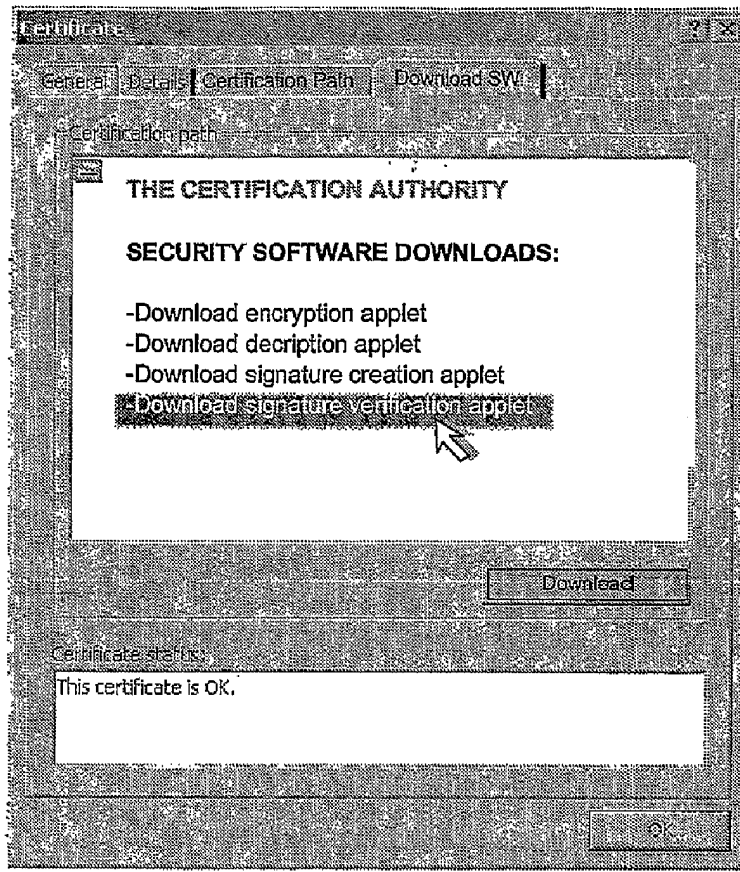 Certificate ? X
General Details Certification Path Download SW
Certification path
THE CERTIFICATION AUTHORITY
SECURITY SOFTWARE DOWNLOADS:
-Download encryption applet
-Download decription applet
-Download signature creation applet
-Download signature verification applet
Download
Certificate status:
This certificate is OK.
OK